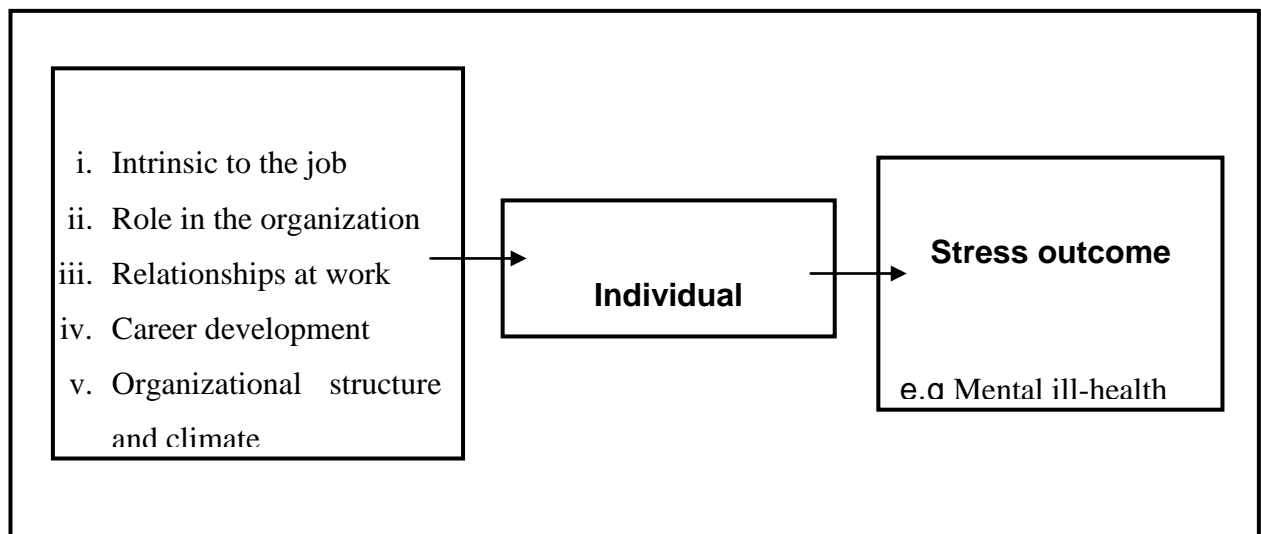 i. Intrinsic to the job
ii. Role in the organization
iii. Relationships at work
iv. Career development
v. Organizational structure
and climate
Individual
Stress outcome
e.g Mental ill-health